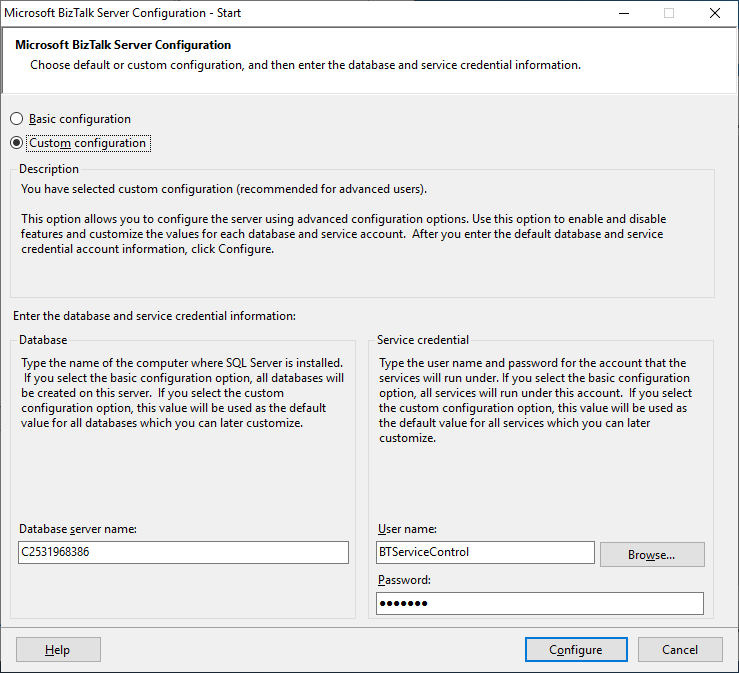 Microsoft BizTalk Server Configuration - Start
Microsoft BizTalk Server Configuration
Choose default or custom configuration, and then enter the database and service credential information.
Basic configuration
Custom configuration
Description
You have selected custom configuration (recommended for advanced users).
This option allows you to configure the server using advanced configuration options. Use this option to enable and disable
features and customize the values for each database and service account.  After you enter the default database and service
credential account information, click Configure.
Enter the database and service credential information:
Database
Type the name of the computer where SQL Server is installed.
If you select the basic configuration option, all databases will
be created on this server.  If you select the custom
configuration option, this value will be used as the default
value for all databases which you can later customize.
Database server name:
C2531968386
Service credential
Type the user name and password for the account that the
services will run under. If you select the basic configuration
option, all services will run under this account.  If you select
the custom configuration option, this value will be used as
the default value for all services which you can later
customize.
User name:
BTServiceControl
Browse...
Password:
●●●●●●●
Help
Configure
Cancel